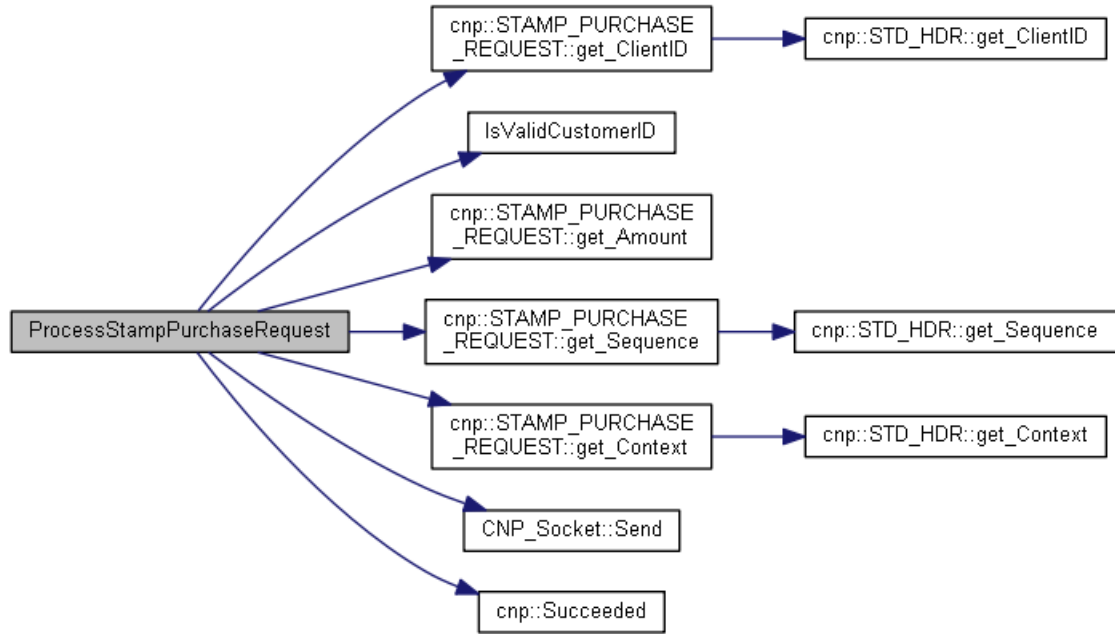 cnp::STAMP_PURCHASE
_REQUEST::get_ClientID
cnp::STD_HDR::get_ClientID
IsValidCustomerID
cnp::STAMP_PURCHASE
_REQUEST::get_Amount
ProcessStampPurchaseRequest
cnp::STAMP_PURCHASE
_REQUEST::get_Sequence
cnp::STD_HDR::get_Sequence
cnp::STAMP_PURCHASE
_REQUEST::get_Context
cnp::STD_HDR::get_Context
CNP_Socket::Send
cnp::Succeeded